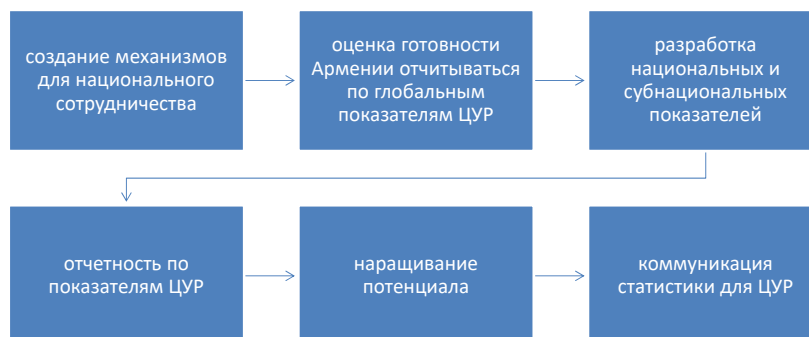 создание механизмов
для национального
сотрудничества
оценка готовности
Армении отчитываться
по глобальным
показателям ЦУР
разработка
национальных и
субнациональных
показателей
отчетность по
показателям ЦУР
наращивание
потенциала
коммуникация
статистики для ЦУР